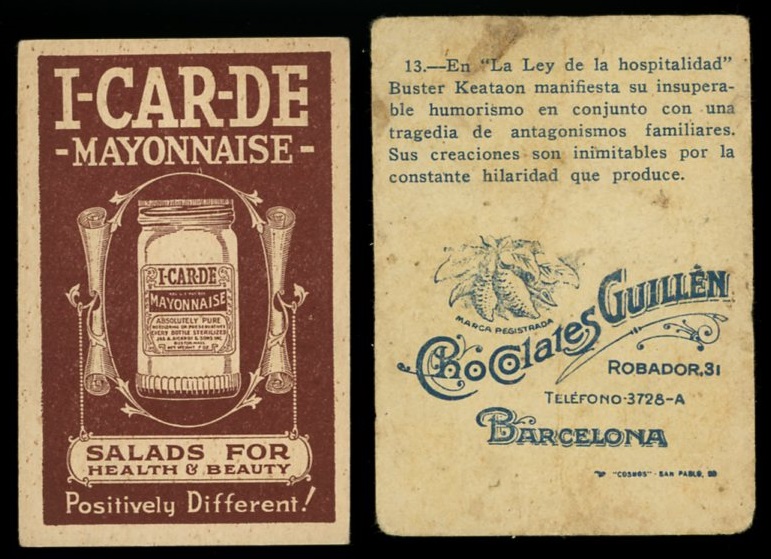 I-CAR-DE
-MAYONNAISE-
I-CAR-DE
MAYONNAISE
ABSOLUTELY PURE
EVERY BOTTLE STERILIZED
SALADS FOR
HEALTH & BEAUTY
Positively Different!
13.—En "La Ley de la hospitalidad"
Buster Keataon manifiesta su insupera-
ble humorismo en conjunto con una
tragedia de antagonismos familiares.
Sus creaciones son inimitables por la
constante hilaridad que produce.
MARCA REGISTRADA
Chocolates Guillén
ROBADOR,31
TELÉFONO-3728-A
BARCELONA
"COSMOS"-SAN PABLO,